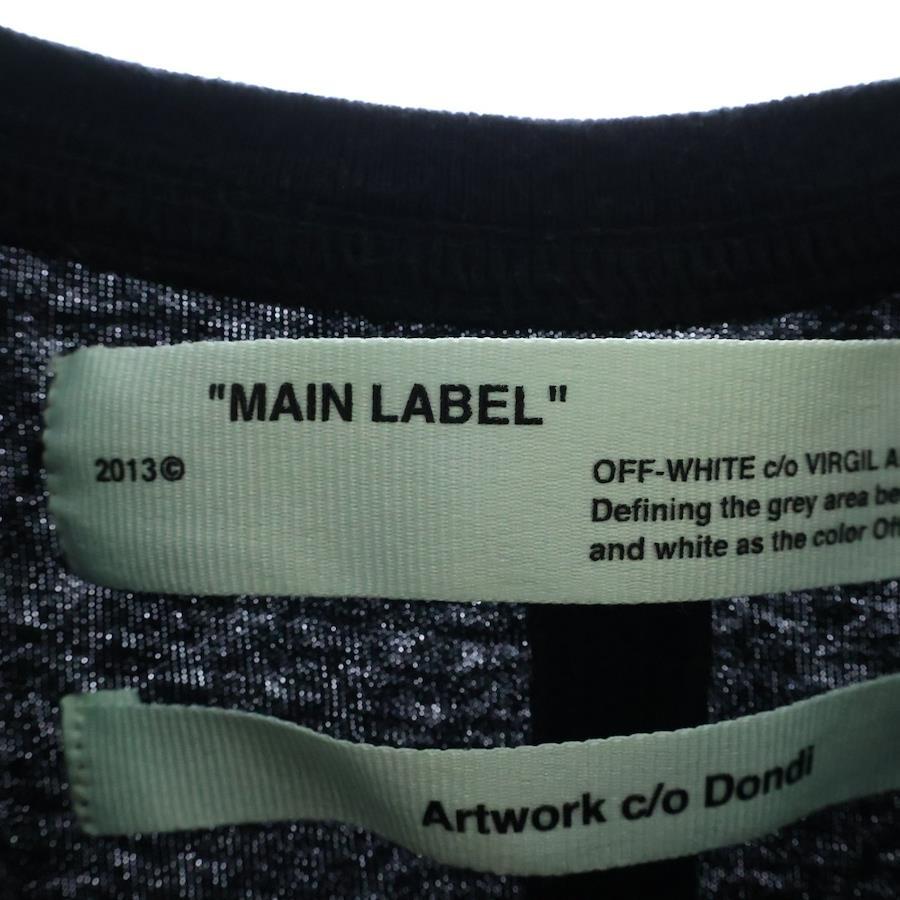 "MAIN LABEL"
2013©
OFF-WHITE c/o VIRGIL
Defining the grey area
and white as the color
Artwork c/o Dondi